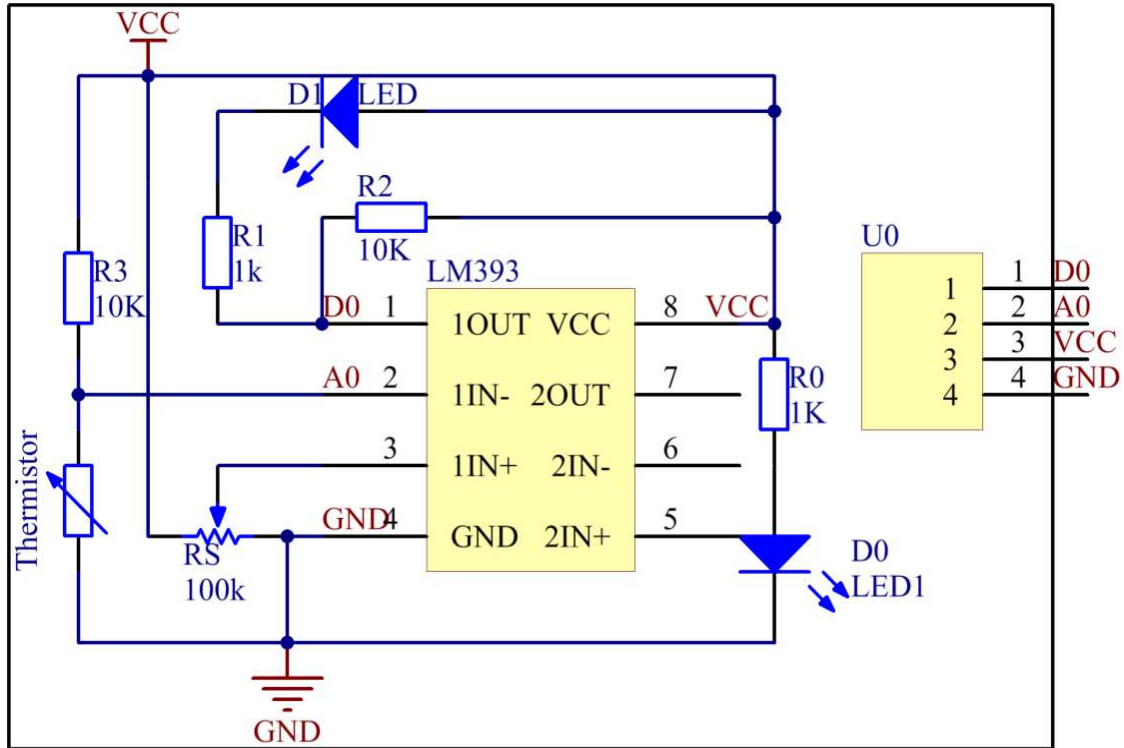 VCC
D1 LED
R2
10K
R1
1k
R3
10K
LM393
U0
D0 1 1OUT VCC 8 VCC
A0 2 1IN- 2OUT 7
3 1IN+ 2IN- 6
GND 4 GND 2IN+ 5
R0
1K
1 1 D0
2 2 A0
3 3 VCC
4 4 GND
Thermistor
RS
100k
D0
LED1
GND